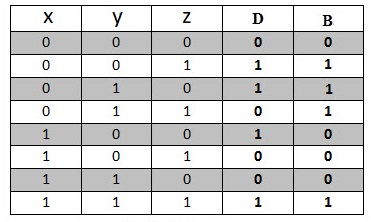 x y z D B
0 0 0 0 0
0 0 1 1 1
0 1 0 1 1
0 1 1 0 1
1 0 0 1 0
1 0 1 0 0
1 1 0 0 0
1 1 1 1 1